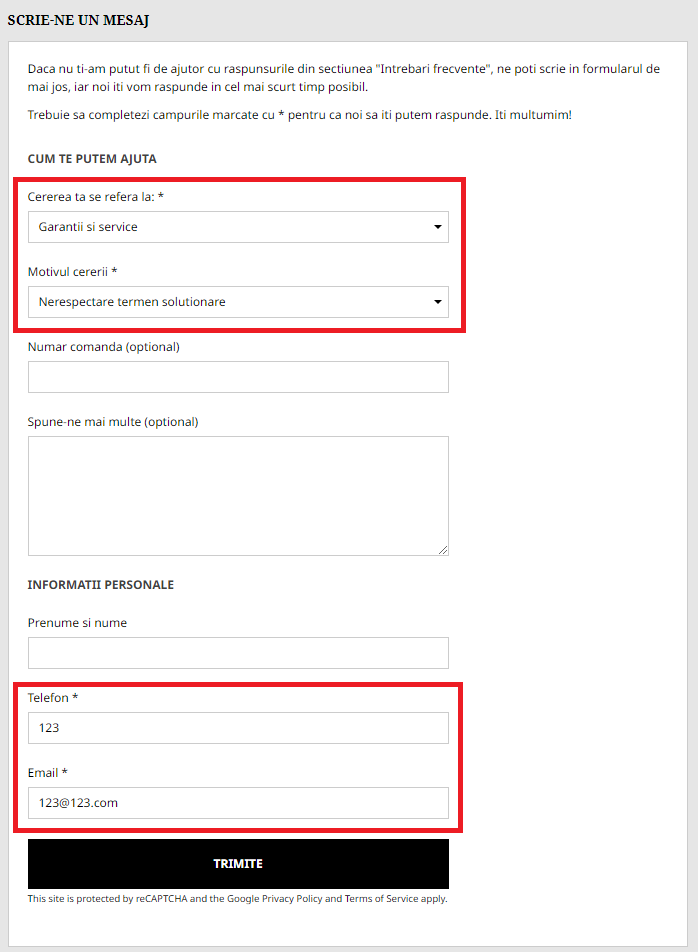 SCRIE-NE UN MESAJ
Daca nu ti-am putut fi de ajutor cu raspunsurile din sectiunea "Intrebari frecvente", ne poti scrie in formularul de
mai jos, iar noi iti vom raspunde in cel mai scurt timp posibil.
Trebuie sa completezi campurile marcate cu * pentru ca noi sa iti putem raspunde. Iti multumim!
CUM TE PUTEM AJUTA
Cererea ta se refera la: *
Garantii si service
Motivul cererii *
Nerespectare termen solutionare
Numar comanda (optional)
Spune-ne mai multe (optional)
INFORMATII PERSONALE
Prenume si nume
Telefon *
123
Email *
123@123.com
TRIMITE
This site is protected by reCAPTCHA and the Google Privacy Policy and Terms of Service apply.